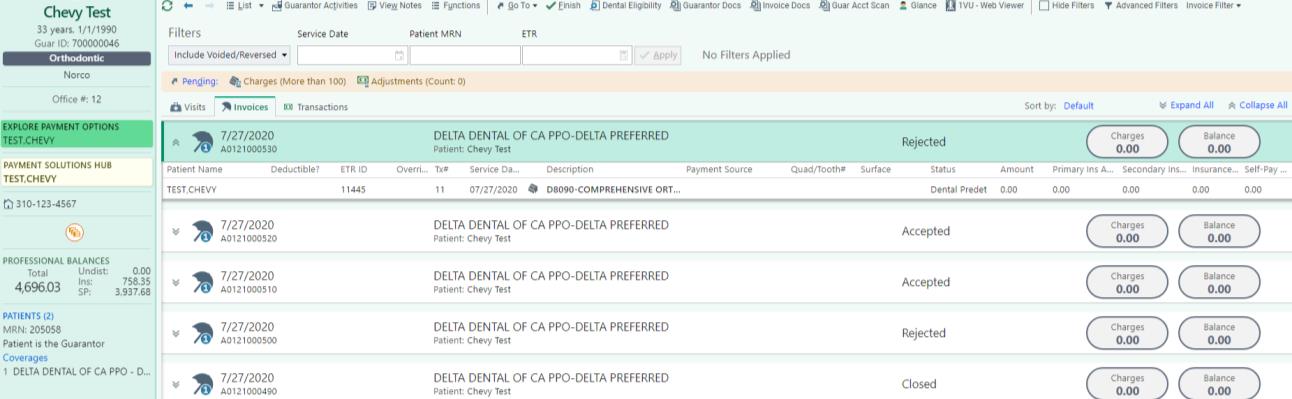 Chevy Test
33 years, 1/1/1990
Guar ID: 700000046
Orthodontic
Norco
Office #: 12
EXPLORE PAYMENT OPTIONS
TEST,CHEVY
PAYMENT SOLUTIONS HUB
TEST,CHEVY
310-123-4567
PROFESSIONAL BALANCES
Total 4,696.03
Undist: 0.00
Ins: 758.35
SP: 3,937.68
PATIENTS (2)
MRN: 205058
Patient is the Guarantor
Coverages
1 DELTA DENTAL OF CA PPO - D...
List Guarantor Activities View Notes Functions Go To Finish Dental Eligibility Guarantor Docs Invoice Docs Guar Acct Scan Glance 1VU - Web Viewer Hide Filters Advanced Filters Invoice Filter
Filters Service Date Patient MRN ETR
Include Voided/Reversed Apply No Filters Applied
Pending: Charges (More than 100) Adjustments (Count: 0)
Visits Invoices Transactions Sort by: Default Expand All Collapse All
7/27/2020 DELTA DENTAL OF CA PPO-DELTA PREFERRED Rejected Charges 0.00 Balance 0.00
A0121000530 Patient: Chevy Test
Patient Name Deductible? ETR ID Overri... Tx# Service Da... Description Payment Source Quad/Tooth# Surface Status Amount Primary Ins A... Secondary Ins... Insurance... Self-Pay ...
TEST,CHEVY 11445 11 07/27/2020 D8090-COMPREHENSIVE ORT... Dental Predet 0.00 0.00 0.00 0.00 0.00
7/27/2020 DELTA DENTAL OF CA PPO-DELTA PREFERRED Accepted Charges 0.00 Balance 0.00
A0121000520 Patient: Chevy Test
7/27/2020 DELTA DENTAL OF CA PPO-DELTA PREFERRED Accepted Charges 0.00 Balance 0.00
A0121000510 Patient: Chevy Test
7/27/2020 DELTA DENTAL OF CA PPO-DELTA PREFERRED Rejected Charges 0.00 Balance 0.00
A0121000500 Patient: Chevy Test
7/27/2020 DELTA DENTAL OF CA PPO-DELTA PREFERRED Closed Charges 0.00 Balance 0.00
A0121000490 Patient: Chevy Test